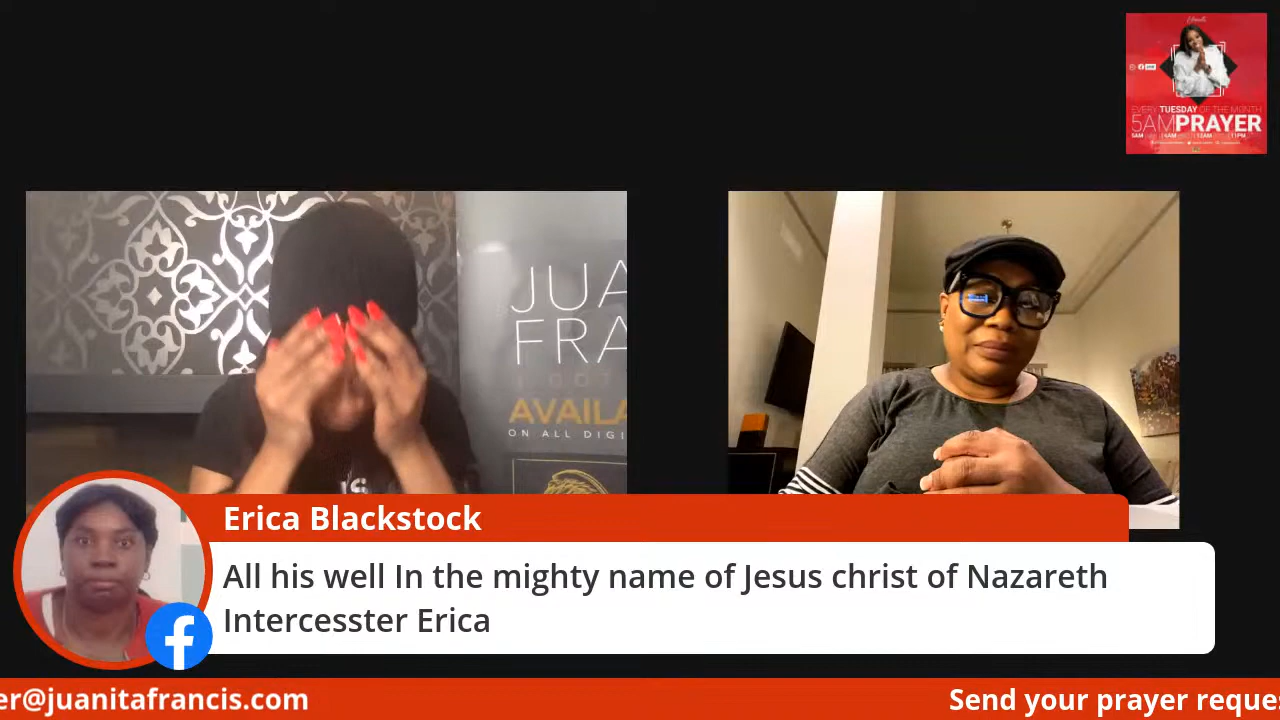 EVERY TUESDAY OF THE MONTH
5AM PRAYER
JUA
FRA
AVAILA
ON ALL DIGI
Erica Blackstock
All his well In the mighty name of Jesus christ of Nazareth
Intercesster Erica
er@juanitafrancis.com
Send your prayer reques